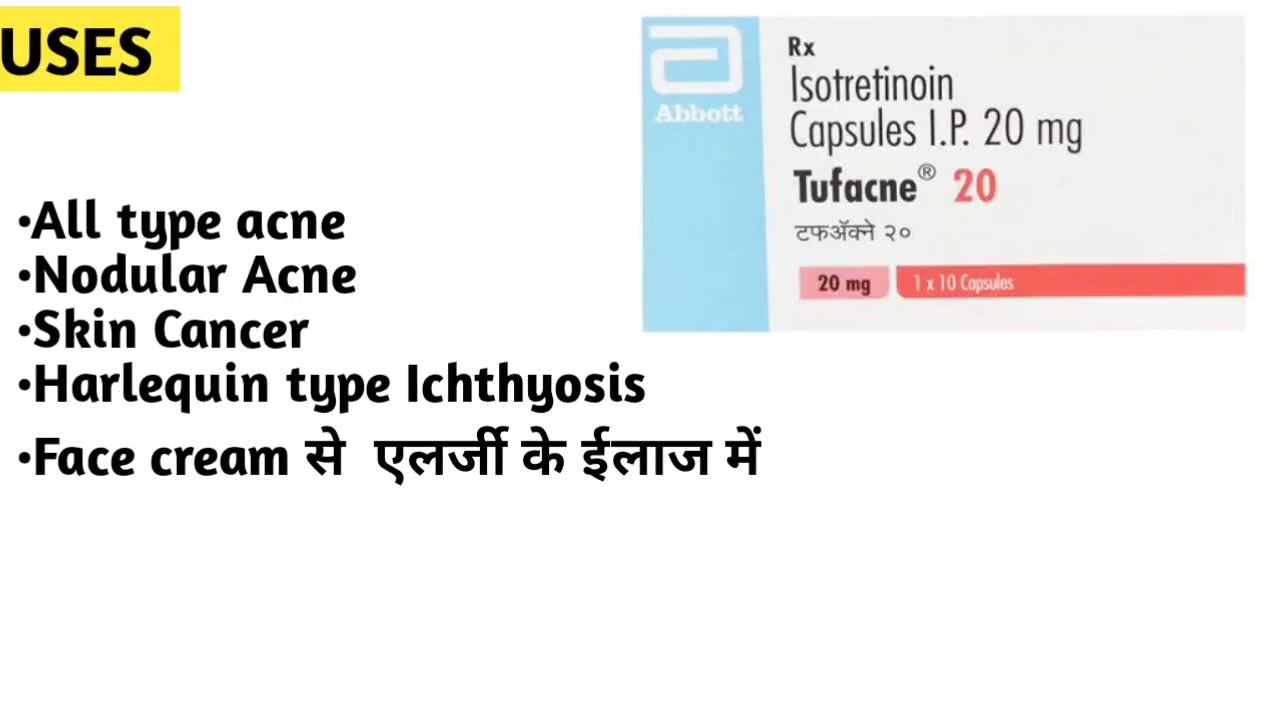 USES
Abbott
Rx
Isotretinoin
Capsules I.P. 20 mg
Tufacne® 20
टफॲक्ने २०
20 mg
1 x 10 Capsules
•All type acne
•Nodular Acne
•Skin Cancer
•Harlequin type Ichthyosis
•Face cream से एलर्जी के ईलाज में